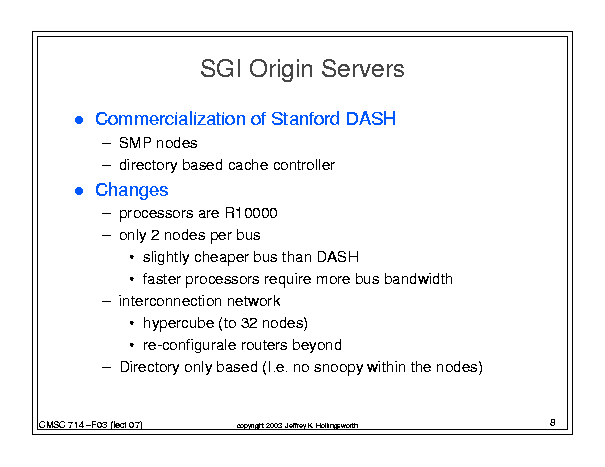 SGI Origin Servers
● Commercialization of Stanford DASH
– SMP nodes
– directory based cache controller
● Changes
– processors are R10000
– only 2 nodes per bus
• slightly cheaper bus than DASH
• faster processors require more bus bandwidth
– interconnection network
• hypercube (to 32 nodes)
• re-configurale routers beyond
– Directory only based (I.e. no snoopy within the nodes)
CMSC 714 –F03 (lect 07)
copyright 2003 Jeffrey K. Hollingsworth
8